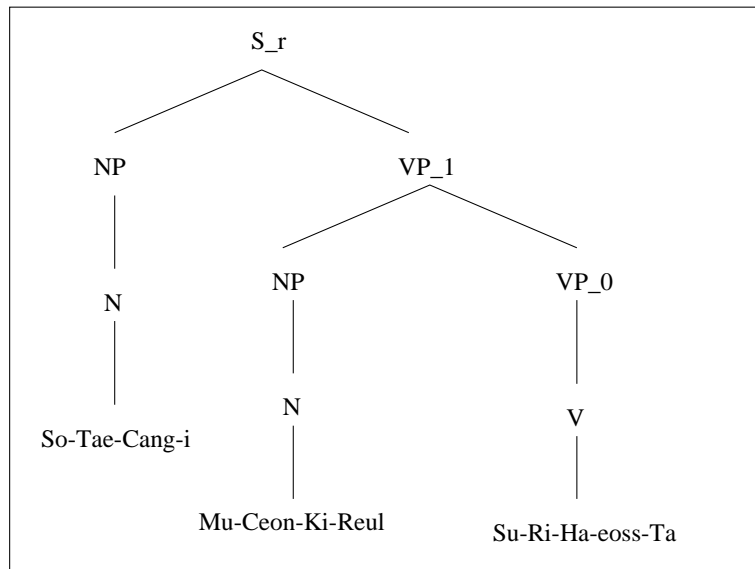 S_r
NP VP_1
NP VP_0
N
N V
So-Tae-Cang-i
Mu-Ceon-Ki-Reul Su-Ri-Ha-eoss-Ta